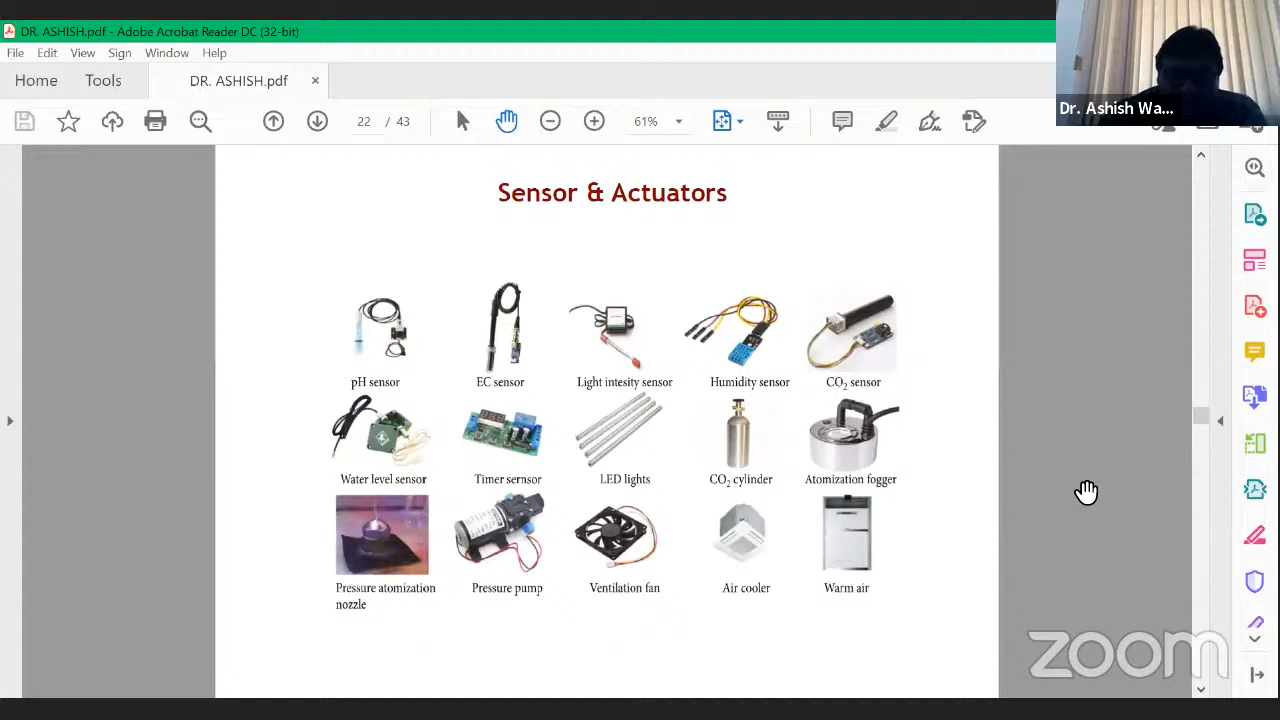 DR. ASHISH.pdf - Adobe Acrobat Reader DC (32-bit)
File Edit View Sign Window Help
Home Tools DR. ASHISH.pdf ×
22 / 43 61%
Dr. Ashish Wa...
Sensor & Actuators
pH sensor EC sensor Light intesity sensor Humidity sensor CO₂ sensor
Water level sensor Timer sernsor LED lights CO₂ cylinder Atomization fogger
Pressure atomization Pressure pump Ventilation fan Air cooler Warm air
nozzle
zoom